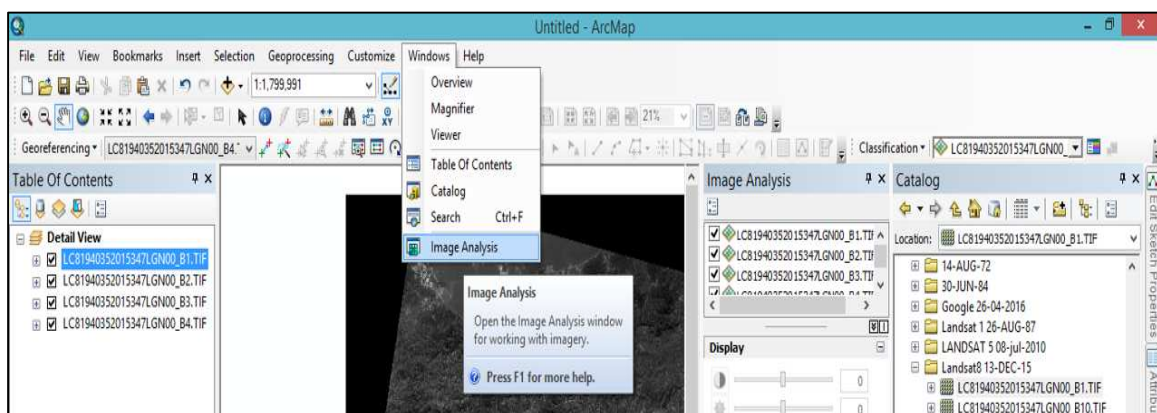 Untitled - ArcMap
File Edit View Bookmarks Insert Selection Geoprocessing Customize Windows Help
1:1,799,991
21%
Georeferencing LC81940352015347LGN00_B4.
Classification LC81940352015347LGN00_
Overview
Magnifier
Viewer
Table Of Contents
Catalog
Search Ctrl+F
Image Analysis
Image Analysis
Open the Image Analysis window
for working with imagery.
Press F1 for more help.
Table Of Contents
Detail View
LC81940352015347LGN00_B1.TIF
LC81940352015347LGN00_B2.TIF
LC81940352015347LGN00_B3.TIF
LC81940352015347LGN00_B4.TIF
Image Analysis
LC81940352015347LGN00_B1.TIF
LC81940352015347LGN00_B2.TIF
LC81940352015347LGN00_B3.TIF
Display
0
0
Catalog
Location: LC81940352015347LGN00_B1.TIF
14-AUG-72
30-JUN-84
Google 26-04-2016
Landsat 1 26-AUG-87
LANDSAT 5 08-jul-2010
Landsat8 13-DEC-15
LC81940352015347LGN00_B1.TIF
LC81940352015347LGN00_B10.TIF
Edit Sketch Properties